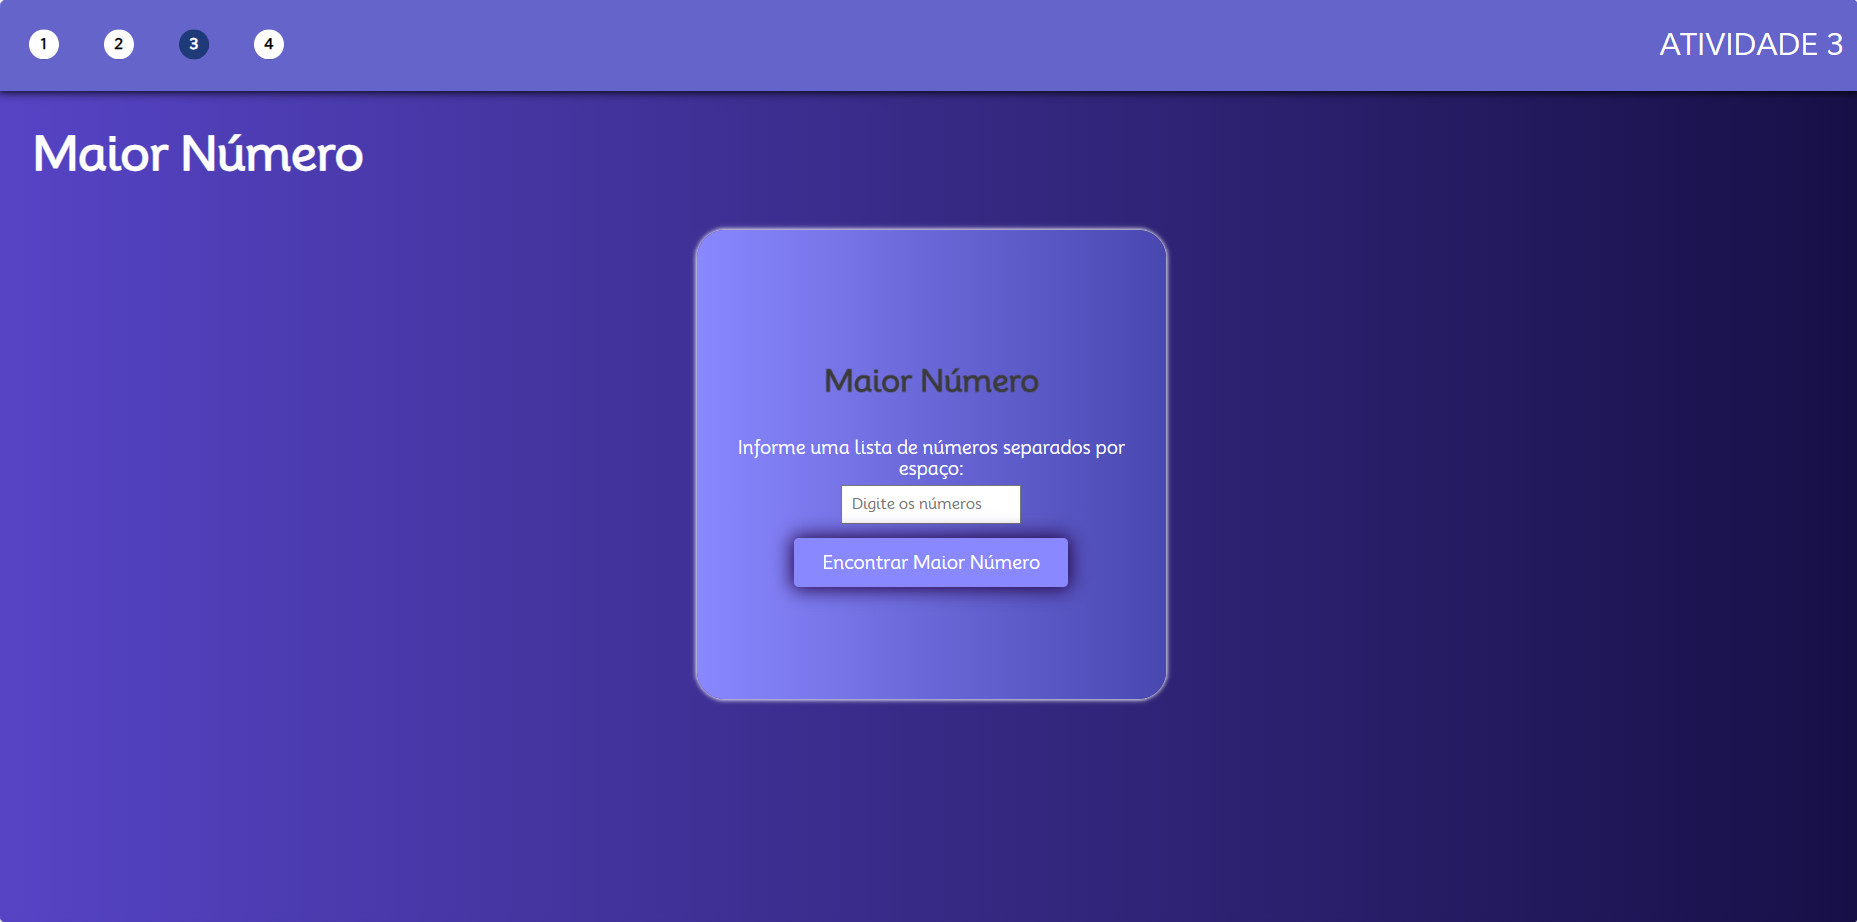 1 2 3 4 ATIVIDADE 3
Maior Número
Maior Número
Informe uma lista de números separados por
espaço:
Digite os números
Encontrar Maior Número